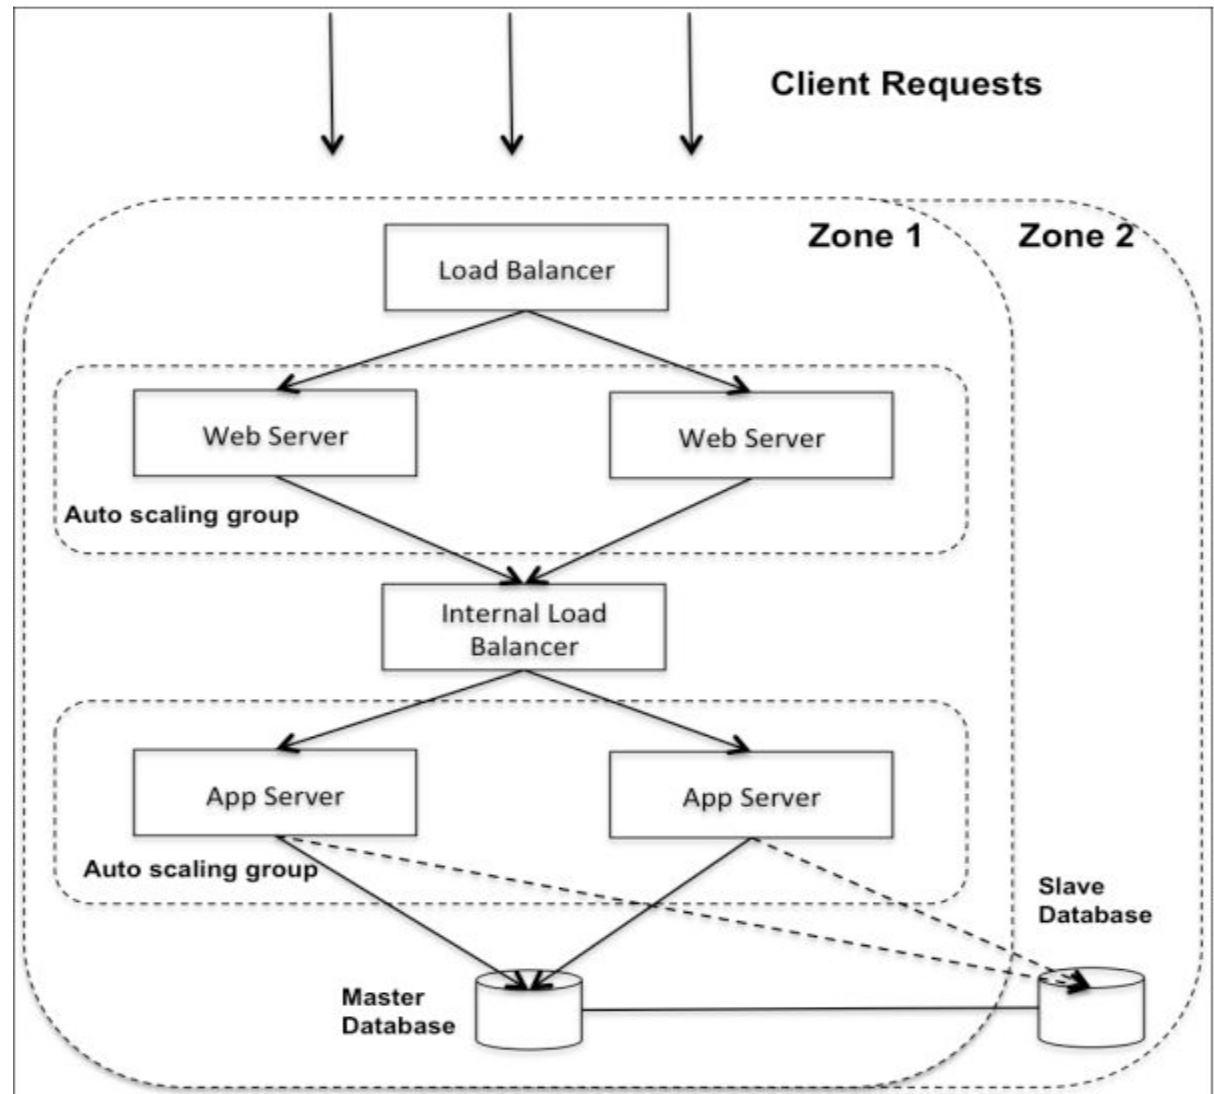 Client Requests
Zone 1
Zone 2
Load Balancer
Web Server
Web Server
Auto scaling group
Internal Load
Balancer
App Server
App Server
Auto scaling group
Slave
Database
Master
Database